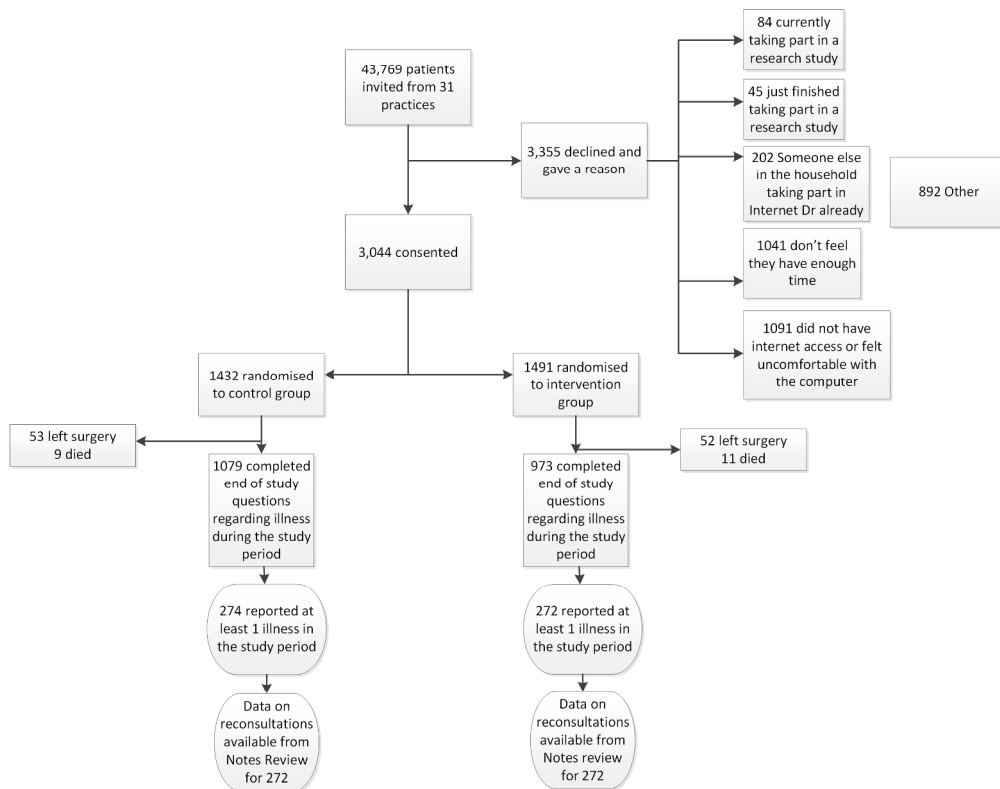 43,769 patients
invited from 31
practices
3,355 declined and
gave a reason
84 currently
taking part in a
research study
45 just finished
taking part in a
research study
202 Someone else
in the household
taking part in
Internet Dr already
892 Other
1041 don't feel
they have enough
time
1091 did not have
internet access or felt
uncomfortable with
the computer
3,044 consented
1432 randomised
to control group
1491 randomised
to intervention
group
53 left surgery
9 died
52 left surgery
11 died
1079 completed
end of study
questions
regarding illness
during the study
period
973 completed
end of study
questions
regarding illness
during the study
period
274 reported at
least 1 illness in
the study period
272 reported at
least 1 illness in
the study period
Data on
reconsultations
available from
Notes Review
for 272
Data on
reconsultations
available from
Notes review
for 272